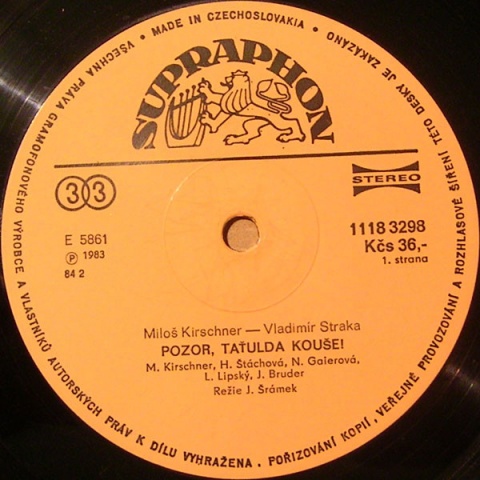 VŠECHNA PRÁVA GRAMOFONOVÉHO VÝROBCE A VLASTNÍKŮ AUTORSKÝCH PRÁV K DÍLU VYHRAŽENA. POŘIZOVÁNÍ KOPIÍ, VEŘEJNÉ PROVOZOVÁNÍ A ROZHLASOVÉ ŠÍŘENÍ TÉTO DESKY JE ZAKÁZÁNO
• MADE IN CZECHOSLOVAKIA •
SUPRAPHON
33
STEREO
E 5861
Ⓟ 1983
84 2
1118 3298
Kčs 36,-
1. strana
Miloš Kirschner — Vladimír Straka
POZOR, TAŤULDA KOUŠE!
M. Kirschner, H. Štáchová, N. Gaierová,
L. Lipský, J. Bruder
Režie J. Šrámek